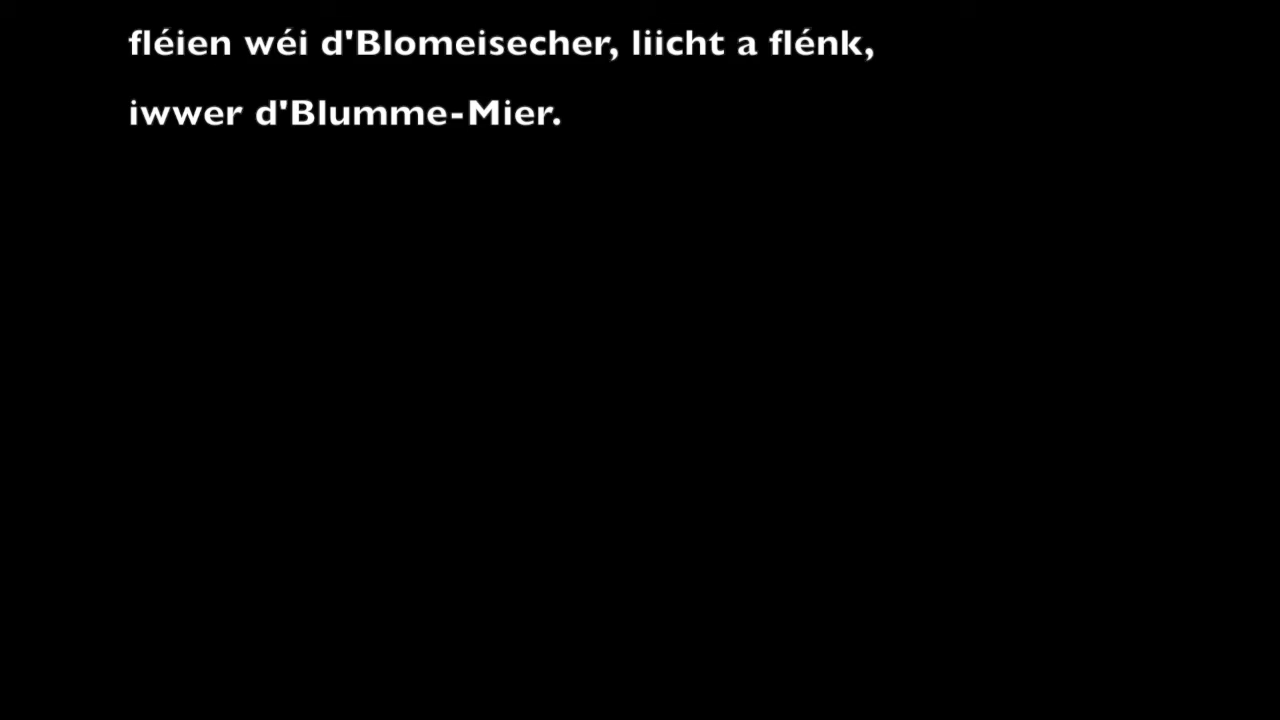 fléien wéi d'Blomeisecher, liicht a flénk,
iwwer d'Blumme-Mier.